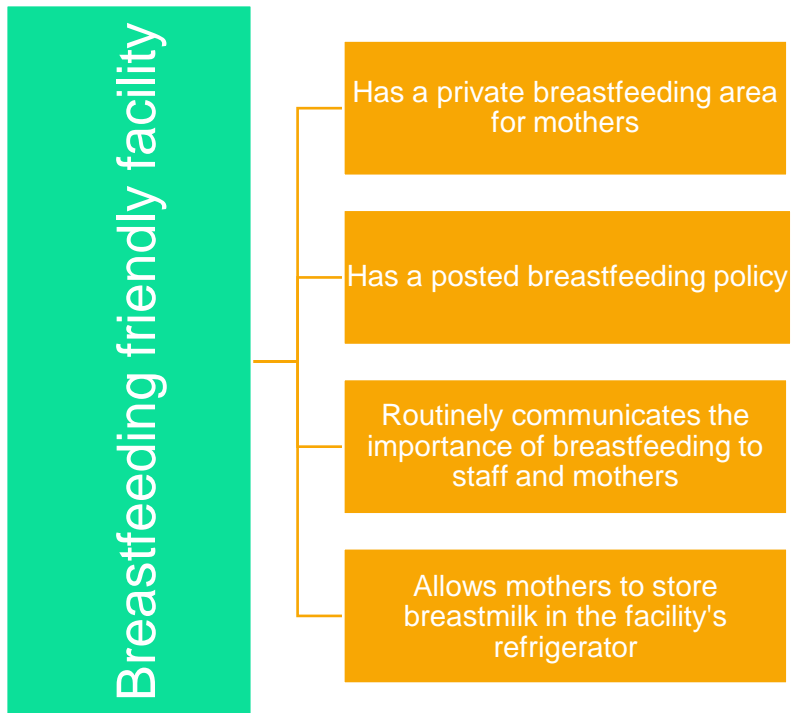 Breastfeeding friendly facility
Has a private breastfeeding area
for mothers
Has a posted breastfeeding policy
Routinely communicates the
importance of breastfeeding to
staff and mothers
Allows mothers to store
breastmilk in the facility's
refrigerator